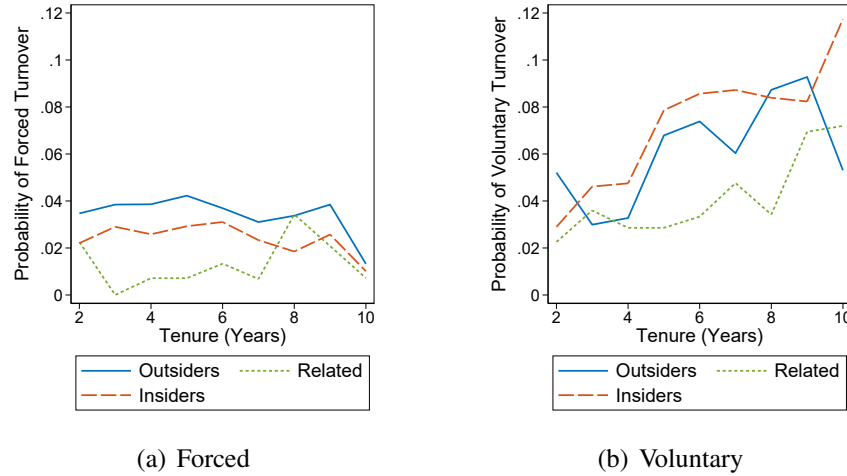 Probability of Forced Turnover
.12
.1
.08
.06
.04
.02
0
2 4 6 8 10
Tenure (Years)
Outsiders Related
Insiders
(a) Forced
Probability of Voluntary Turnover
.12
.1
.08
.06
.04
.02
0
2 4 6 8 10
Tenure (Years)
Outsiders Related
Insiders
(b) Voluntary